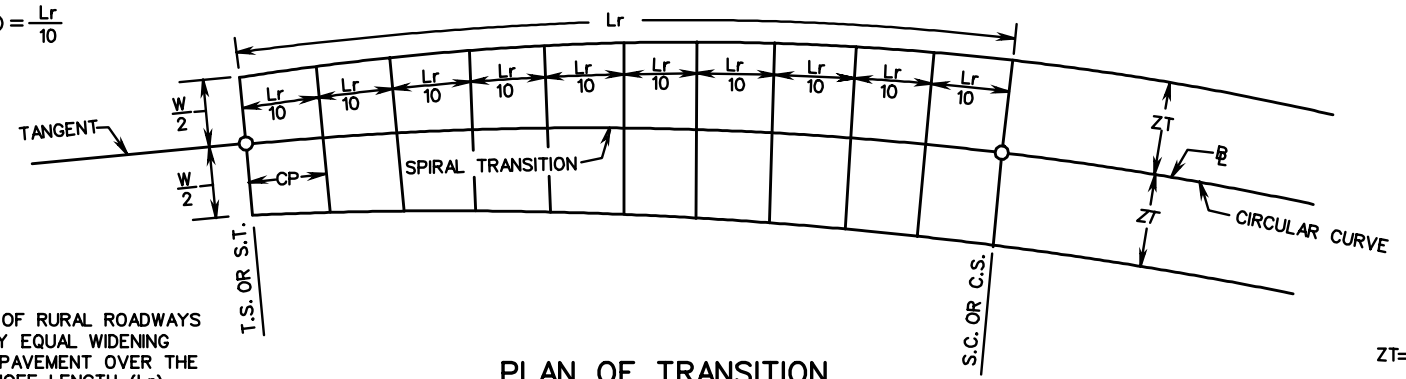 ) = Lr/10
Lr
Lr/10 Lr/10 Lr/10 Lr/10 Lr/10 Lr/10 Lr/10 Lr/10 Lr/10 Lr/10
W/2
TANGENT
W/2
CP
SPIRAL TRANSITION
ZT
℄
ZT
CIRCULAR CURVE
T.S. OR S.T.
S.C. OR C.S.
OF RURAL ROADWAYS
Y EQUAL WIDENING
PAVEMENT OVER THE
LENGTH (Lr)
PLAN OF TRANSITION
ZT=